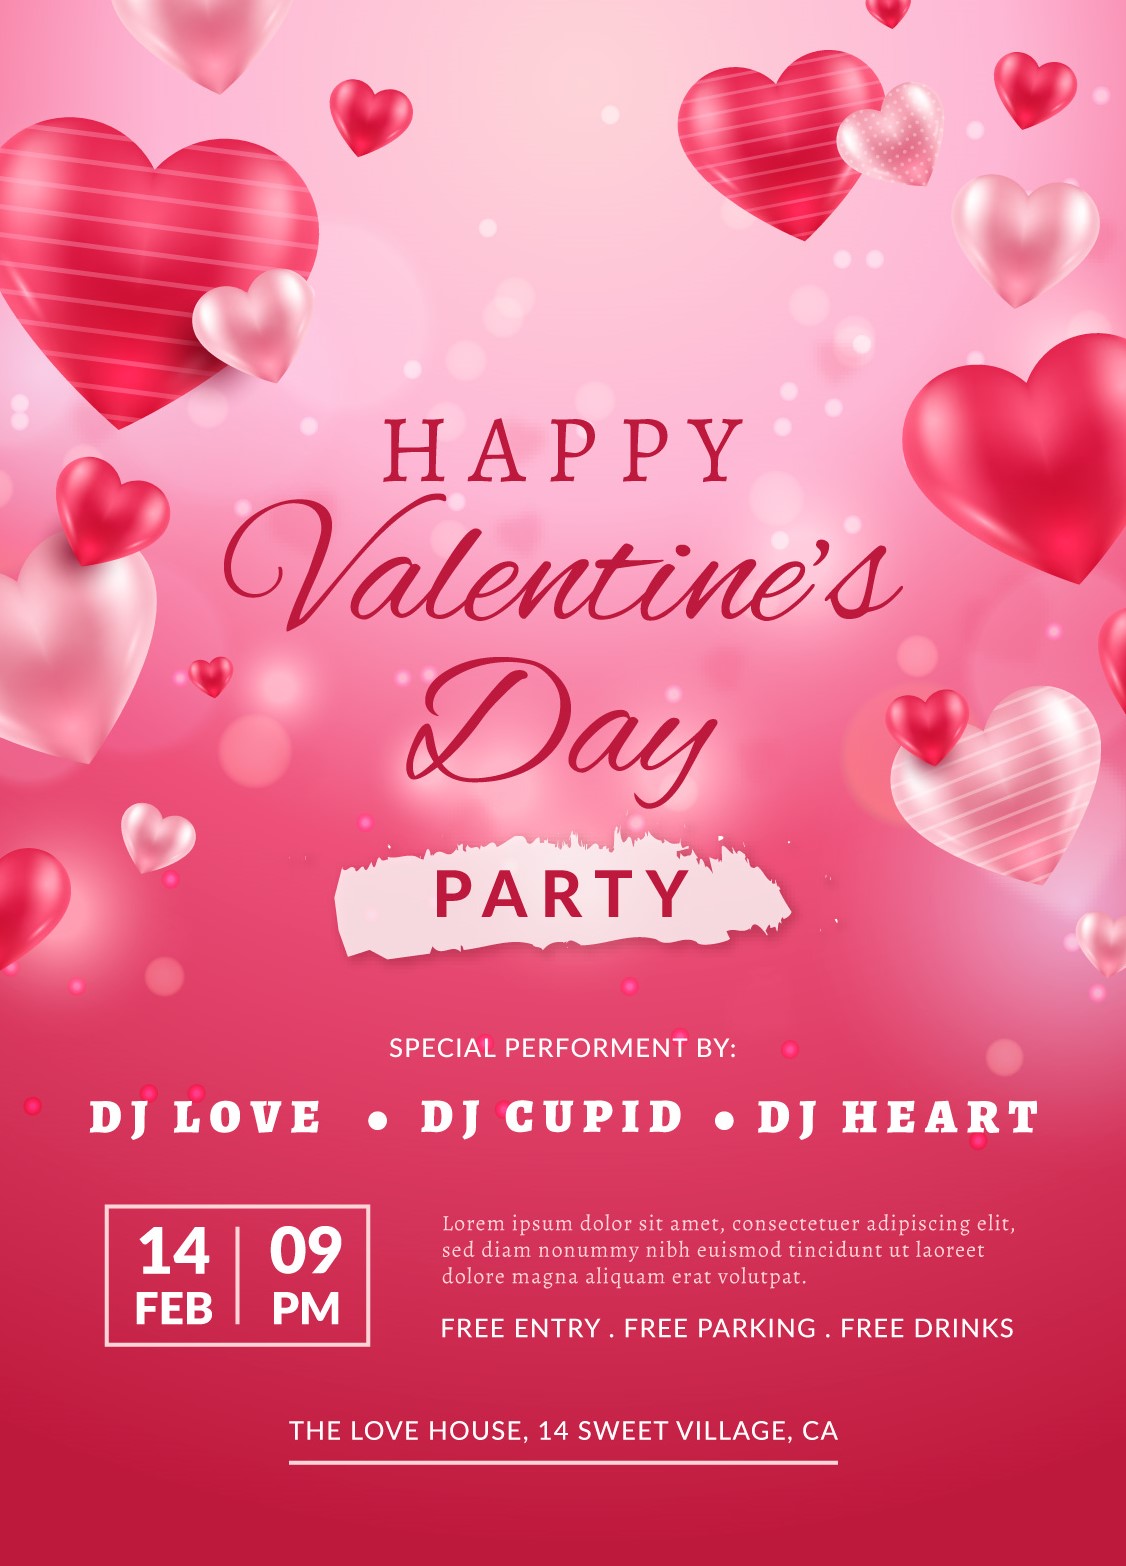 HAPPY
Valentine's
Day
PARTY
SPECIAL PERFORMENT BY:
DJ LOVE • DJ CUPID • DJ HEART
14 FEB | 09 PM
Lorem ipsum dolor sit amet, consectetuer adipiscing elit,
sed diam nonummy nibh euismod tincidunt ut laoreet
dolore magna aliquam erat volutpat.
FREE ENTRY . FREE PARKING . FREE DRINKS
THE LOVE HOUSE, 14 SWEET VILLAGE, CA